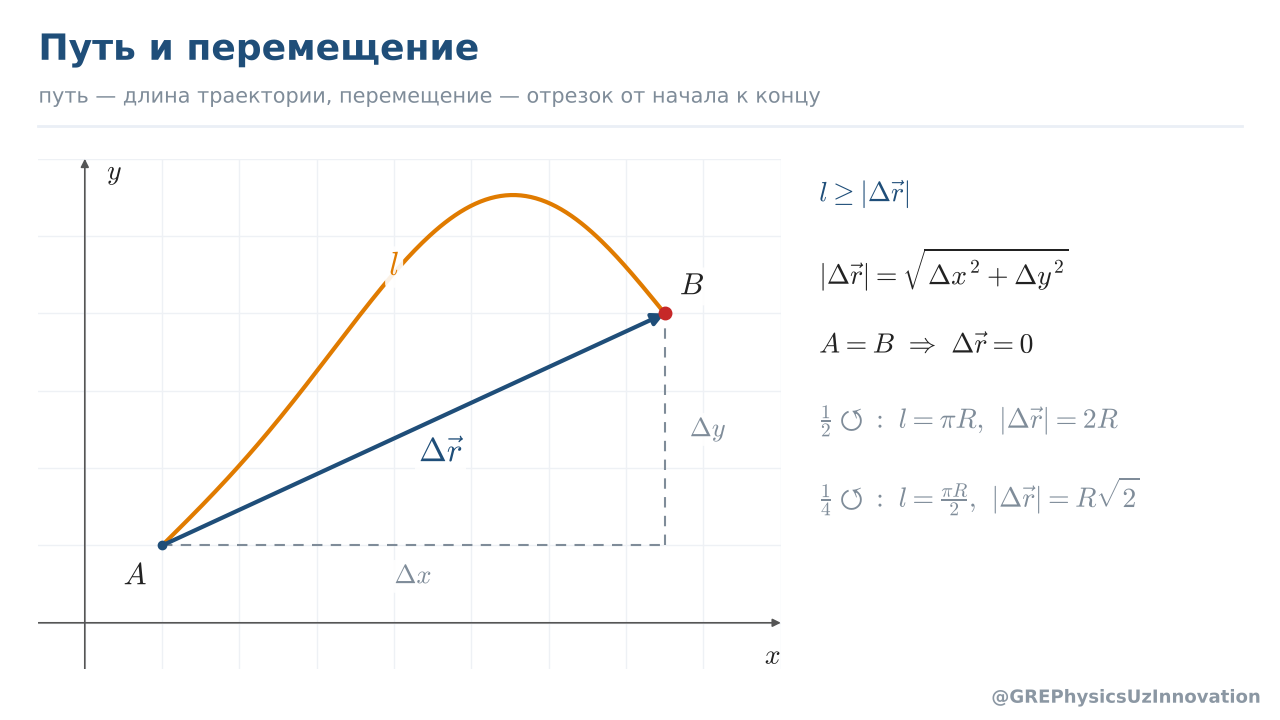 Путь и перемещение
путь — длина траектории, перемещение — отрезок от начала к концу
y
l
B
Δr⃗
Δy
A
Δx
x
l ≥ |Δr⃗|
|Δr⃗| = √(Δx² + Δy²)
A = B ⇒ Δr⃗ = 0
½ ↺ : l = πR, |Δr⃗| = 2R
¼ ↺ : l = πR/2, |Δr⃗| = R√2
@GREPhysicsUzInnovation